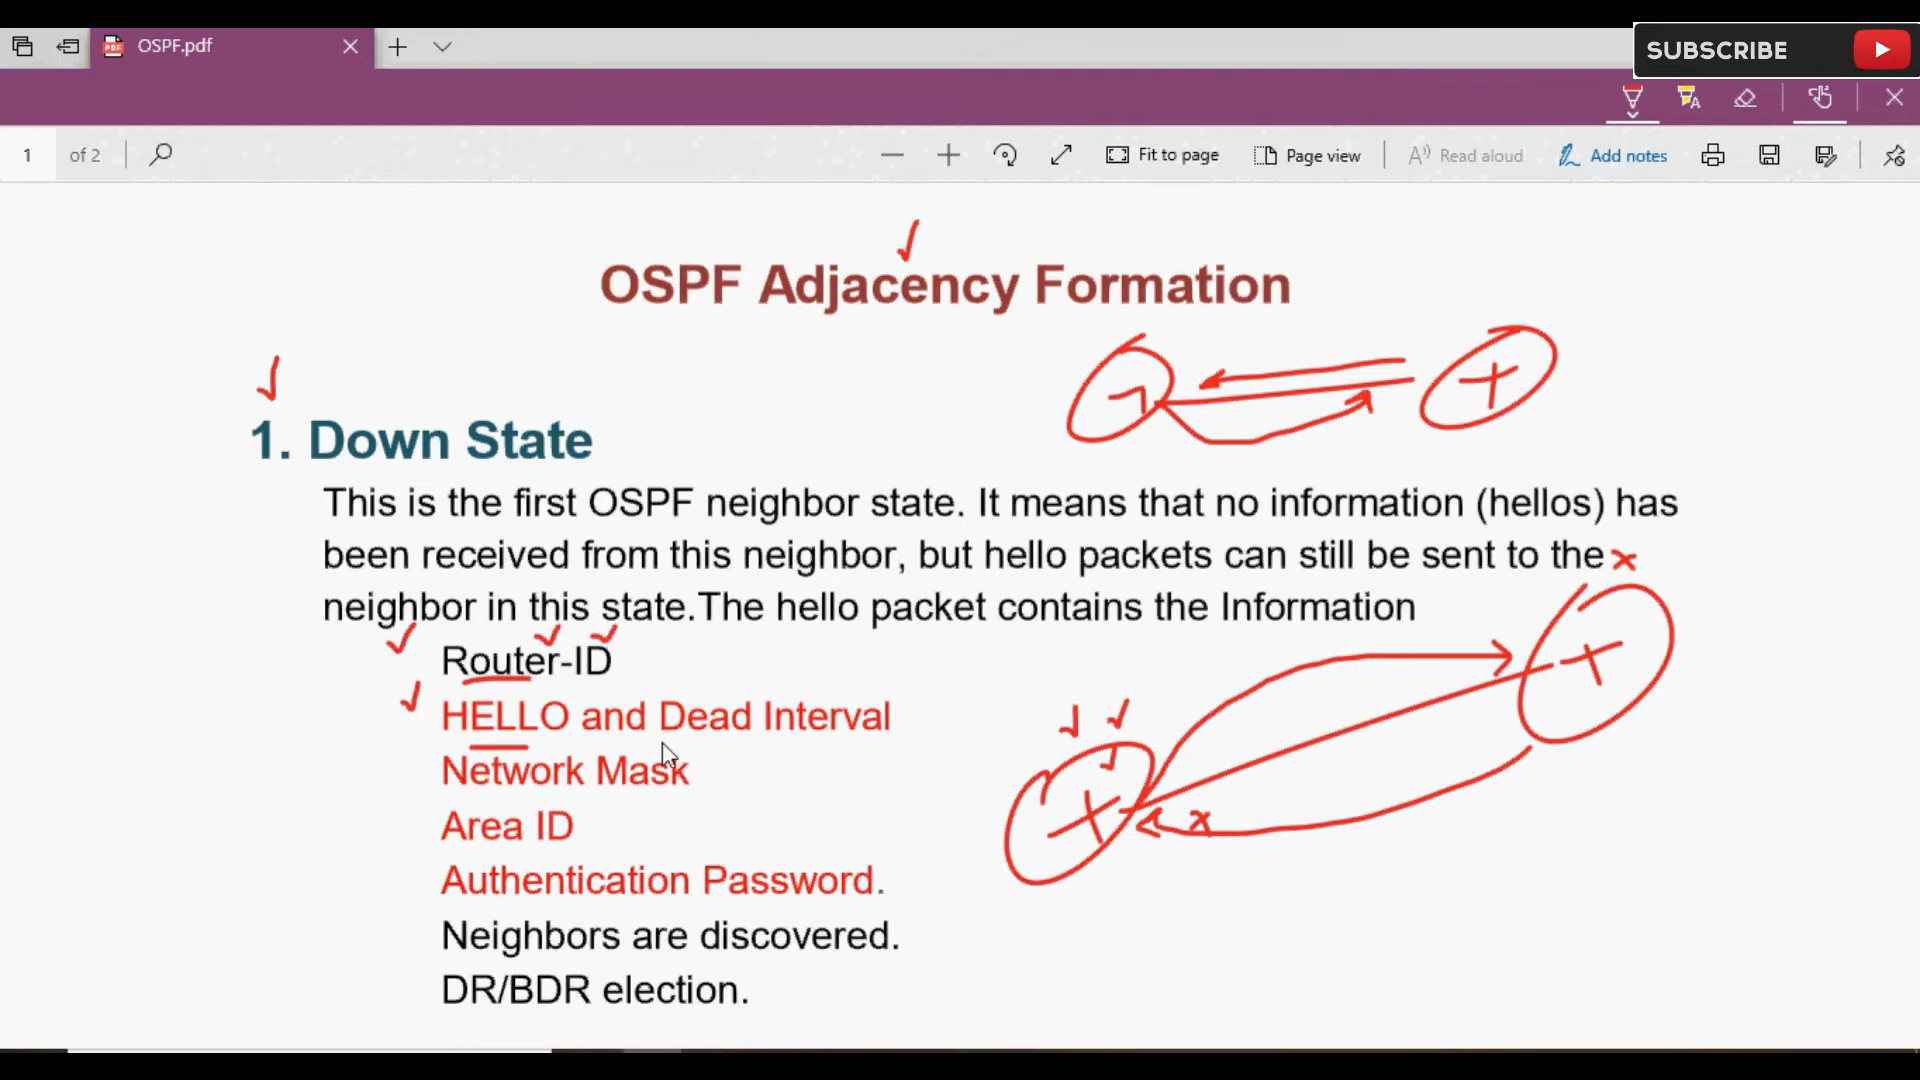 OSPF.pdf
SUBSCRIBE
1 of 2
Fit to page
Page view
Read aloud
Add notes
OSPF Adjacency Formation
1. Down State
This is the first OSPF neighbor state. It means that no information (hellos) has
been received from this neighbor, but hello packets can still be sent to the
neighbor in this state.The hello packet contains the Information
Router-ID
HELLO and Dead Interval
Network Mask
Area ID
Authentication Password.
Neighbors are discovered.
DR/BDR election.